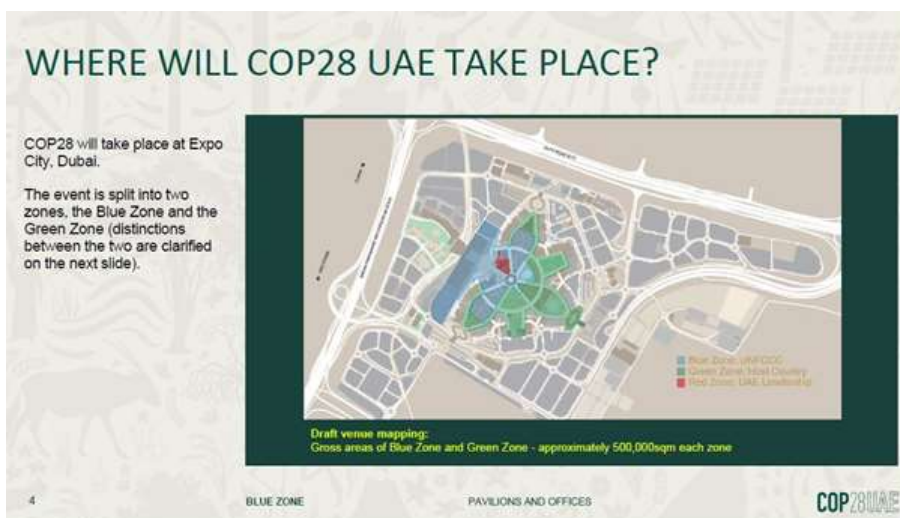 WHERE WILL COP28 UAE TAKE PLACE?
COP28 will take place at Expo
City, Dubai.
The event is split into two
zones, the Blue Zone and the
Green Zone (distinctions
between the two are clarified
on the next slide).
Blue Zone: UNFCCC
Green Zone: Host Country
Red Zone: UAE Leadership
Draft venue mapping:
Gross areas of Blue Zone and Green Zone - approximately 500,000sqm each zone
4
BLUE ZONE
PAVILIONS AND OFFICES
COP28UAE